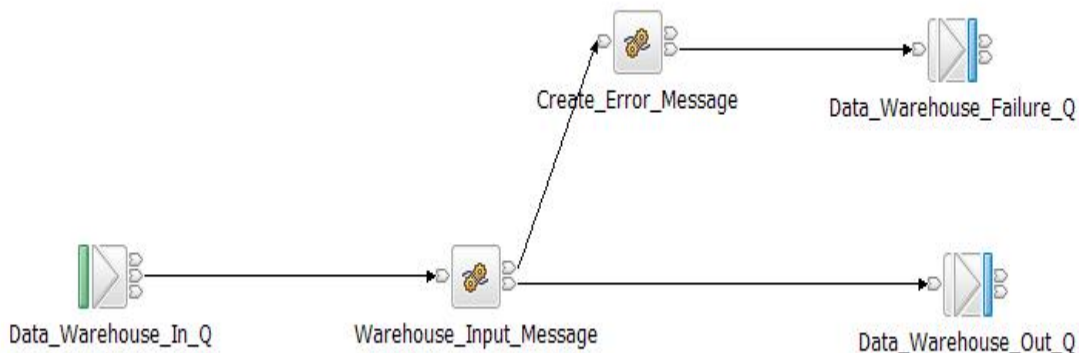 Create_Error_Message
Data_Warehouse_Failure_Q
Data_Warehouse_In_Q
Warehouse_Input_Message
Data_Warehouse_Out_Q